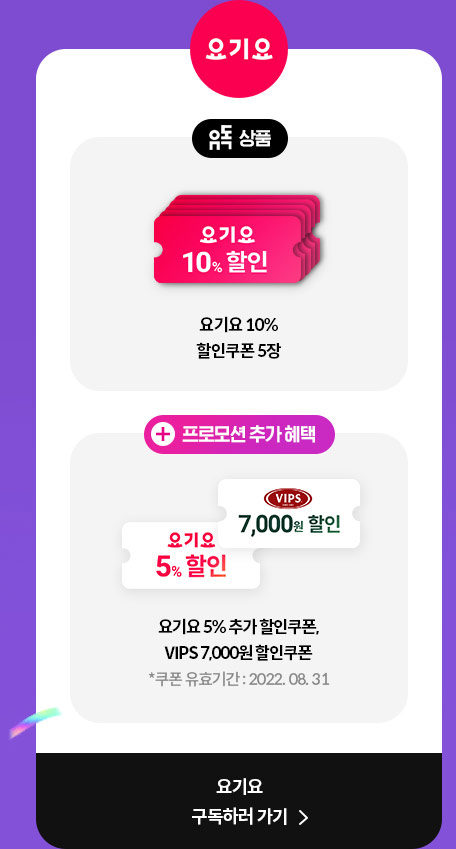 요기요
유독 상품
요기요
10% 할인
요기요 10%
할인쿠폰 5장
프로모션 추가 혜택
VIPS
7,000원 할인
요기요
5% 할인
요기요 5% 추가 할인쿠폰,
VIPS 7,000원 할인쿠폰
*쿠폰 유효기간 : 2022. 08. 31
요기요
구독하러 가기 >